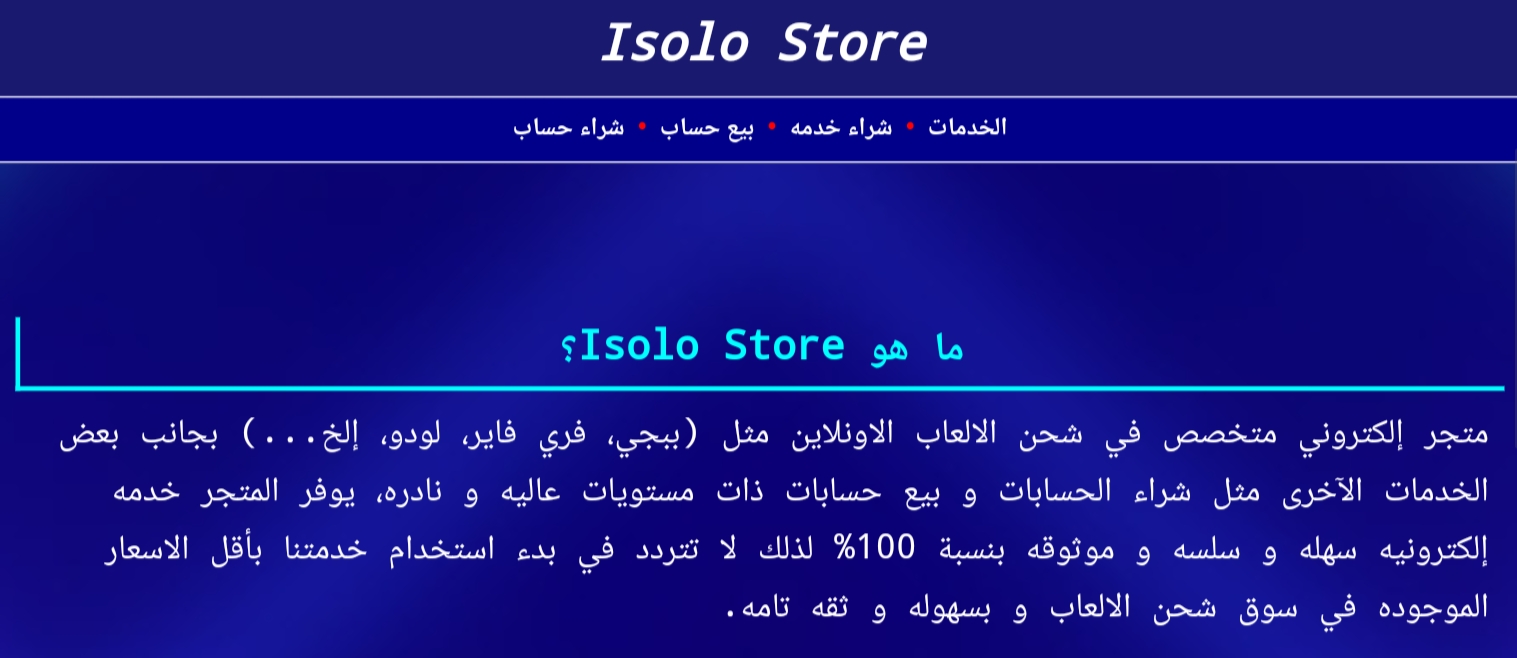 Isolo Store
الخدمات • شراء خدمه • بيع حساب • شراء حساب
ما هو Isolo Store؟
متجر إلكتروني متخصص في شحن الالعاب الاونلاين مثل (ببجي، فري فاير، لودو، إلخ...) بجانب بعض
الخدمات الآخرى مثل شراء الحسابات و بيع حسابات ذات مستويات عاليه و نادره، يوفر المتجر خدمه
إلكترونيه سهله و سلسه و موثوقه بنسبة 100% لذلك لا تتردد في بدء استخدام خدمتنا بأقل الاسعار
الموجوده في سوق شحن الالعاب و بسهوله و ثقه تامه.